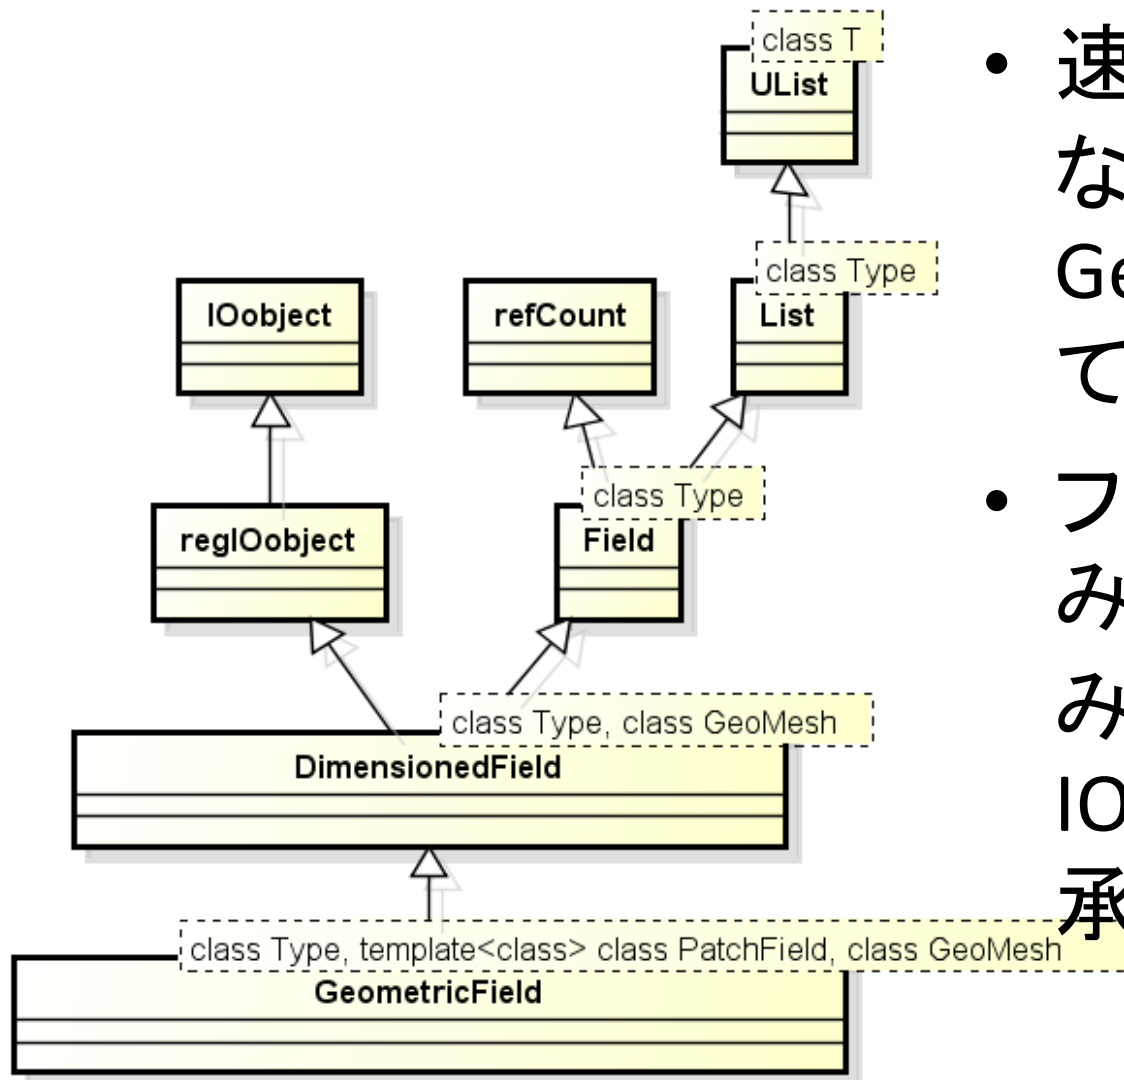 class T
UList
class Type
IOobject
refCount
List
class Type
regIOobject
Field
class Type, class GeoMesh
DimensionedField
class Type, template<class> class PatchField, class GeoMesh
GeometricField
• 速
な
Ge
て
• フ
み
み
IO
承